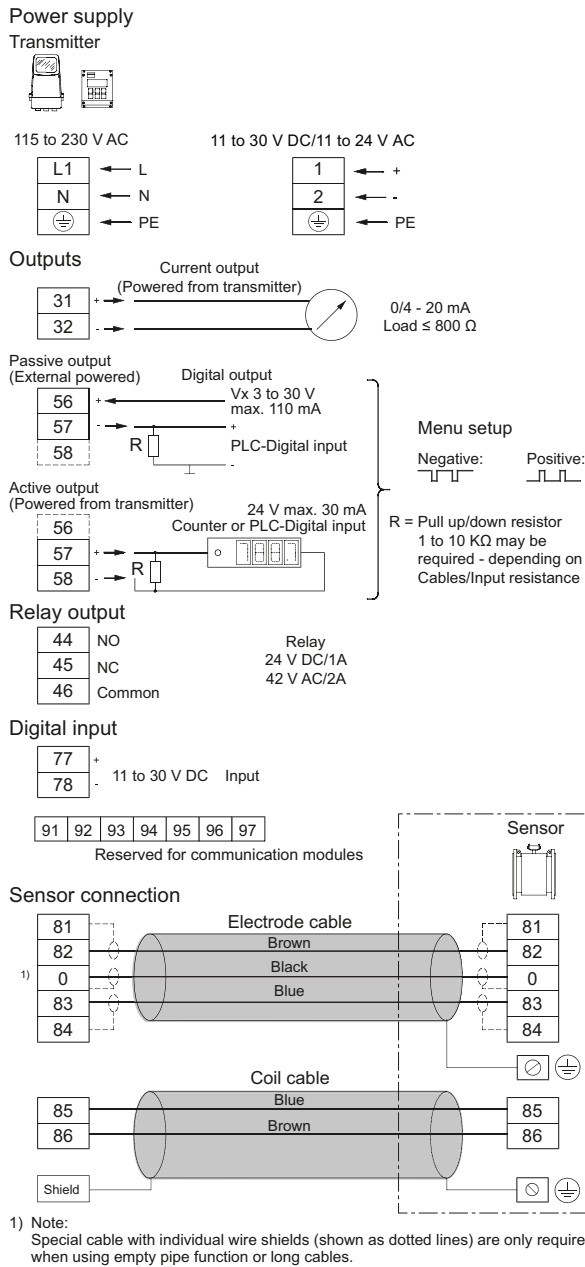 Power supply
Transmitter
115 to 230 V AC
L1 L
N N
PE
11 to 30 V DC/11 to 24 V AC
1 +
2 -
PE
Outputs
Current output
(Powered from transmitter)
31 +
32 -
0/4 - 20 mA
Load ≤ 800 Ω
Passive output
(External powered)
Digital output
56 +
57 -
58
Vx 3 to 30 V
max. 110 mA
R
+
PLC-Digital input
-
Active output
(Powered from transmitter)
24 V max. 30 mA
Counter or PLC-Digital input
56
57 +
58 -
R
Menu setup
Negative: Positive:
R = Pull up/down resistor
1 to 10 KΩ may be
required - depending on
Cables/Input resistance
Relay output
44 NO
45 NC
46 Common
Relay
24 V DC/1A
42 V AC/2A
Digital input
77 +
78 -
11 to 30 V DC Input
91 92 93 94 95 96 97
Reserved for communication modules
Sensor
Sensor connection
Electrode cable
81 81
82 Brown 82
1) 0 Black 0
83 Blue 83
84 84
Coil cable
85 Blue 85
86 Brown 86
Shield
1) Note:
Special cable with individual wire shields (shown as dotted lines) are only require
when using empty pipe function or long cables.